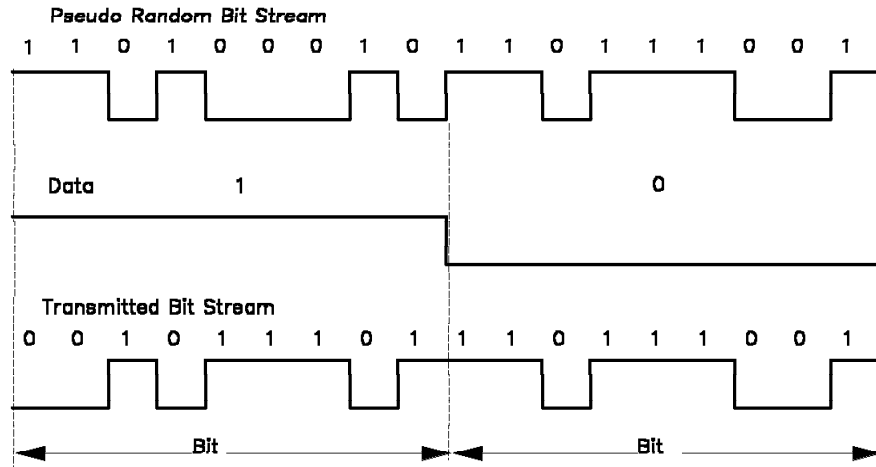 Pseudo Random Bit Stream
1 1 0 1 0 0 0 1 0 1 1 0 1 1 1 0 0 1
Data 1 0
Transmitted Bit Stream
0 0 1 0 1 1 1 0 1 1 1 0 1 1 1 0 0 1
Bit Bit